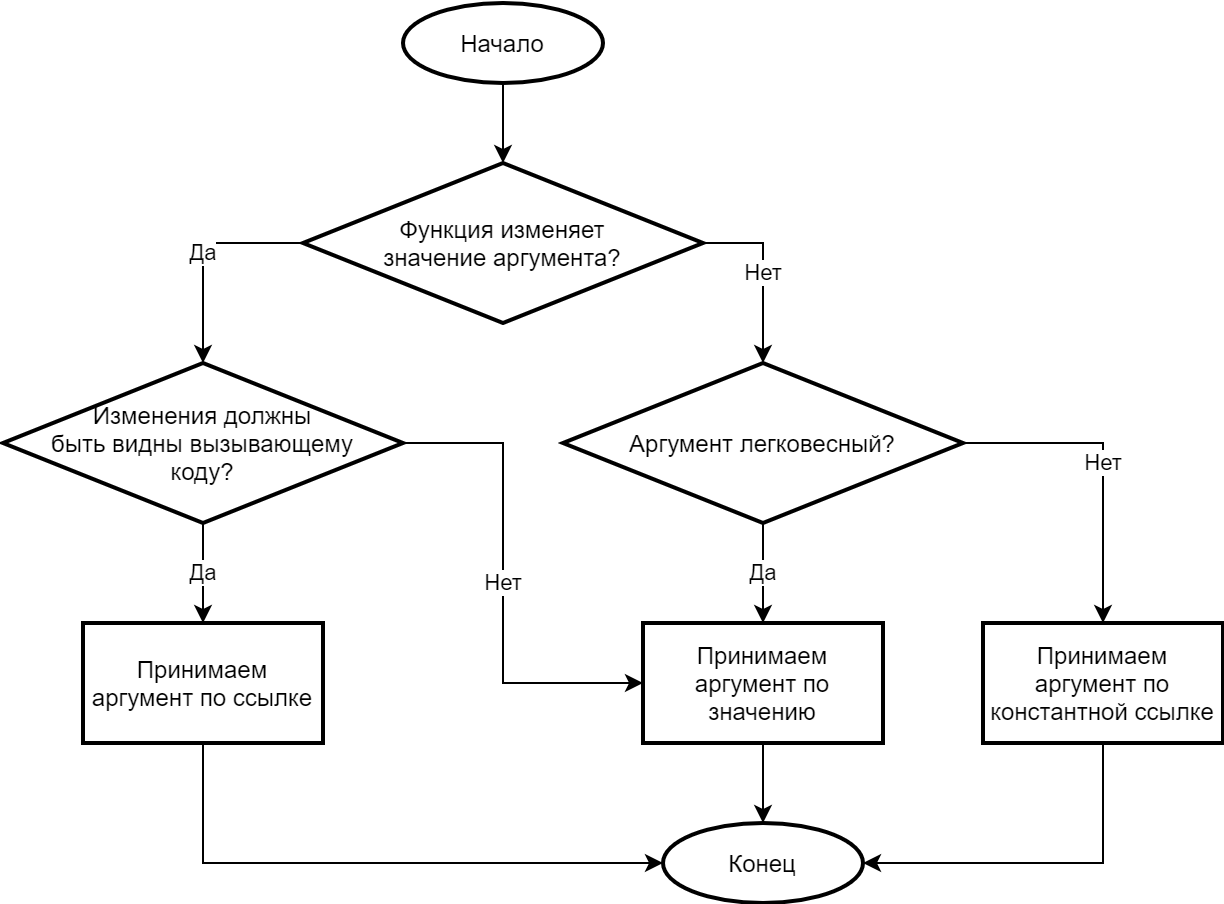 Начало
Функция изменяет
значение аргумента?
Да
Нет
Изменения должны
быть видны вызывающему
коду?
Аргумент легковесный?
Нет
Да
Нет
Да
Принимаем
аргумент по ссылке
Принимаем
аргумент по
значению
Принимаем
аргумент по
константной ссылке
Конец